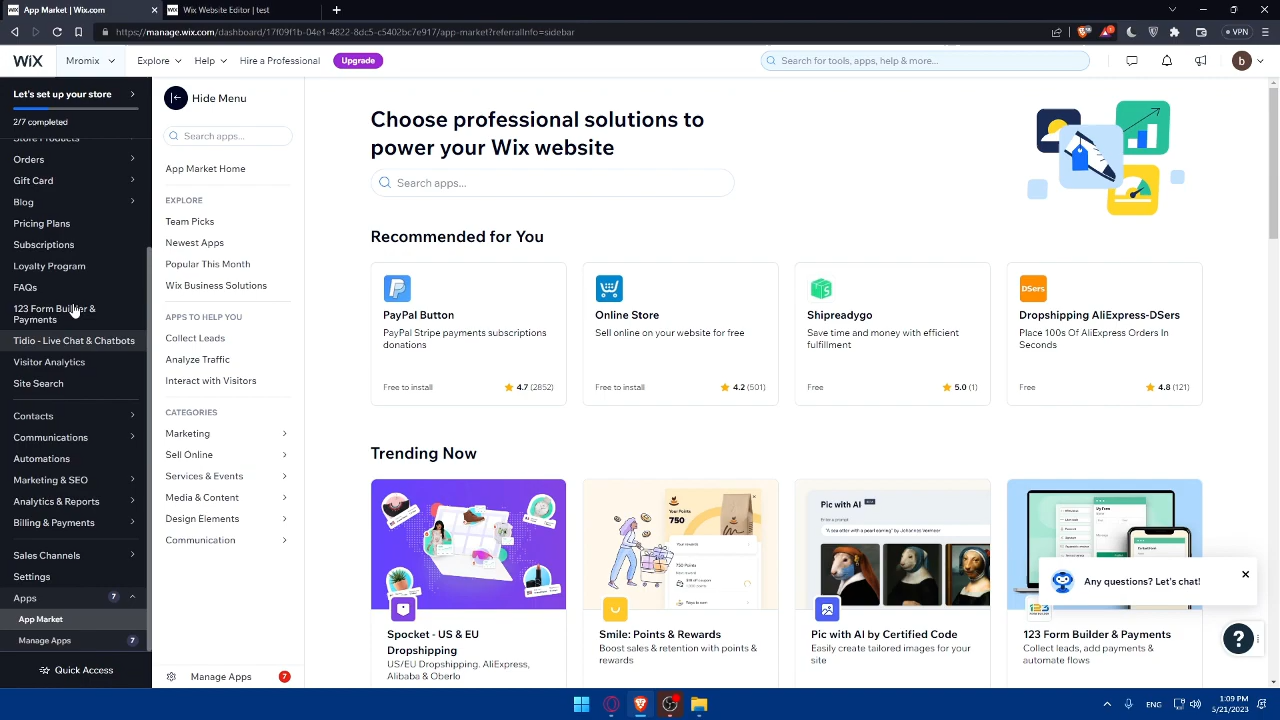 App Market | Wix.com
Wix Website Editor | test
https://manage.wix.com/dashboard/17f09f1b-04e1-4822-8dc5-c5402bc7e917/app-market?referralInfo=sidebar
VPN
WiX
Mromix
Explore
Help
Hire a Professional
Upgrade
Search for tools, apps, help & more...
b
Let's set up your store
2/7 completed
Store Products
Orders
Gift Card
Blog
Pricing Plans
Subscriptions
Loyalty Program
FAQs
123 Form Builder &
Payments
Tidio - Live Chat & Chatbots
Visitor Analytics
Site Search
Contacts
Communications
Automations
Marketing & SEO
Analytics & Reports
Billing & Payments
Sales Channels
Settings
Apps
7
App Market
Manage Apps
7
Quick Access
Hide Menu
Search apps...
App Market Home
EXPLORE
Team Picks
Newest Apps
Popular This Month
Wix Business Solutions
APPS TO HELP YOU
Collect Leads
Analyze Traffic
Interact with Visitors
CATEGORIES
Marketing
Sell Online
Services & Events
Media & Content
Design Elements
Communication
Manage Apps
7
Choose professional solutions to
power your Wix website
Search apps...
Recommended for You
PayPal Button
PayPal Stripe payments subscriptions
donations
Free to install
4.7 (2852)
Online Store
Sell online on your website for free
Free to install
4.2 (501)
Shipreadygo
Save time and money with efficient
fulfillment
Free
5.0 (1)
DSers
Dropshipping AliExpress-DSers
Place 100s Of AliExpress Orders In
Seconds
Free
4.8 (121)
Trending Now
Spocket - US & EU
Dropshipping
US/EU Dropshipping. AliExpress,
Alibaba & Oberlo
Points
750
Smile: Points & Rewards
Boost sales & retention with points &
rewards
Pic with AI
Pic with AI by Certified Code
Easily create tailored images for your
site
123
123 Form Builder & Payments
Collect leads, add payments &
automate flows
Any questions? Let's chat!
?
ENG
1:09 PM
5/21/2023